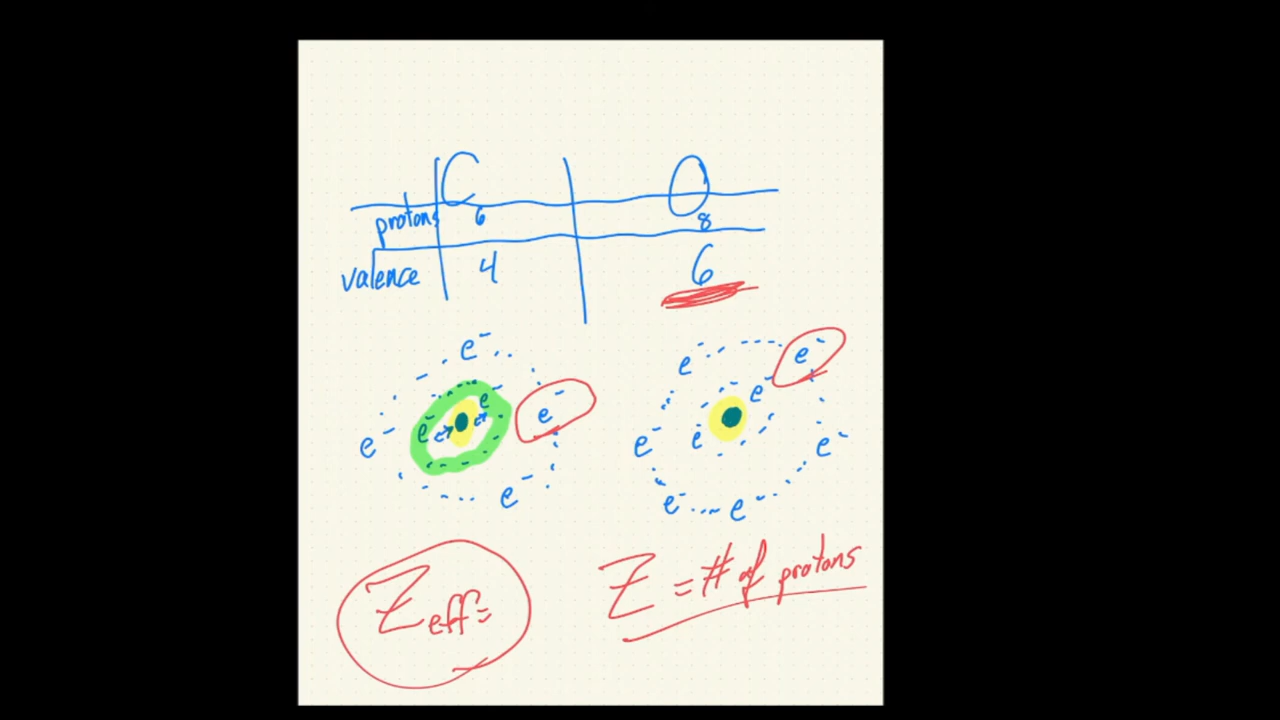 C O
protons 6 8
valence 4 6
e⁻ e⁻
e⁻ e⁻
e⁻ e⁻ e⁻ e⁻ e e⁻
e⁻ e⁻
e⁻ e⁻ e⁻
Zeff= Z = # of protons